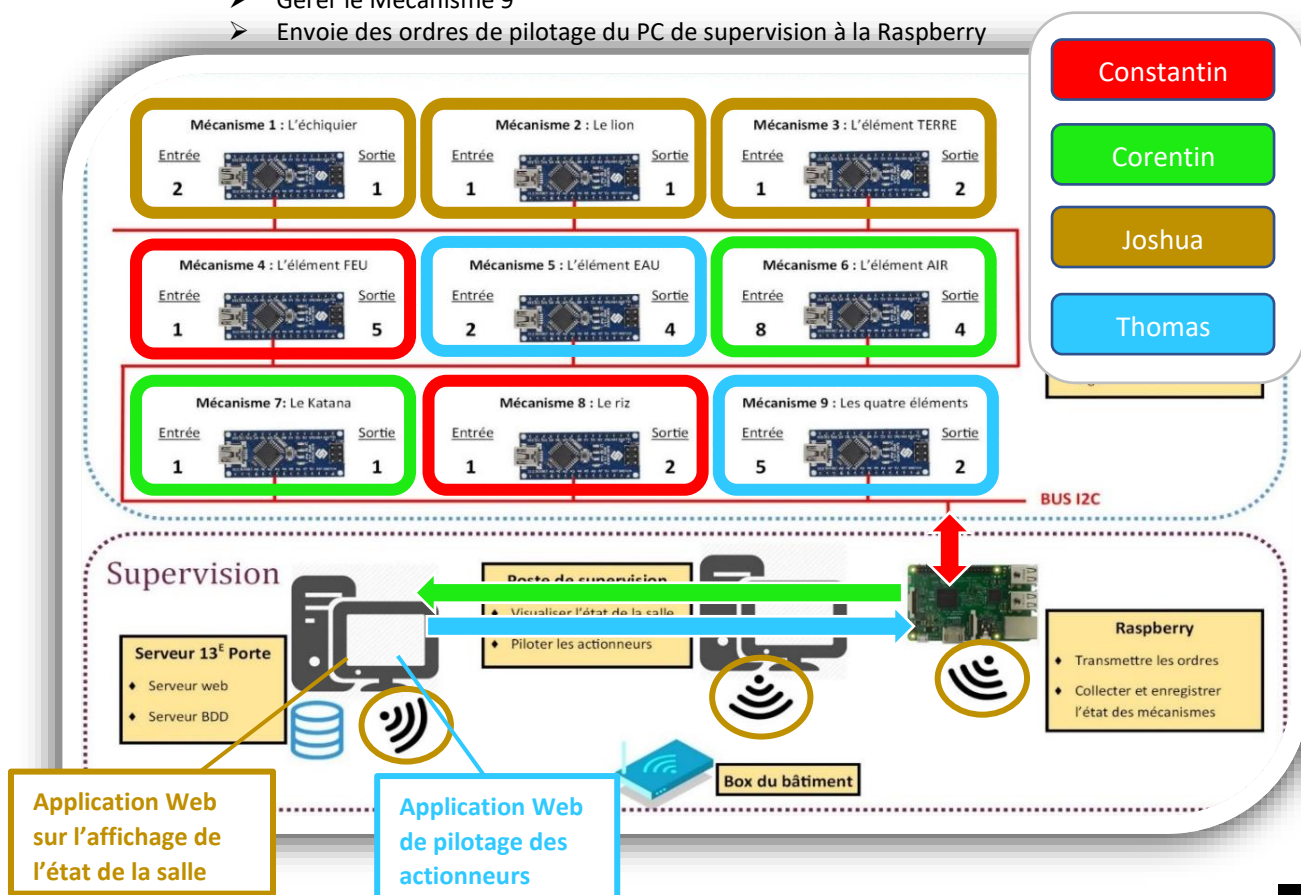 ➢ Gérer le Mécanisme 9
➢ Envoie des ordres de pilotage du PC de supervision à la Raspberry
Constantin
Corentin
Joshua
Thomas
Mécanisme 1 : L'échiquier
Entrée
2
Sortie
1
Mécanisme 2 : Le lion
Entrée
1
Sortie
1
Mécanisme 3 : L'élément TERRE
Entrée
1
Sortie
2
Mécanisme 4 : L'élément FEU
Entrée
1
Sortie
5
Mécanisme 5 : L'élément EAU
Entrée
2
Sortie
4
Mécanisme 6 : L'élément AIR
Entrée
8
Sortie
4
Mécanisme 7: Le Katana
Entrée
1
Sortie
1
Mécanisme 8 : Le riz
Entrée
1
Sortie
2
Mécanisme 9 : Les quatre éléments
Entrée
5
Sortie
2
BUS I2C
Supervision
Serveur 13E Porte
♦ Serveur web
♦ Serveur BDD
Poste de supervision
♦ Visualiser l'état de la salle
♦ Piloter les actionneurs
Raspberry
♦ Transmettre les ordres
♦ Collecter et enregistrer
l'état des mécanismes
Box du bâtiment
Application Web
sur l'affichage de
l'état de la salle
Application Web
de pilotage des
actionneurs